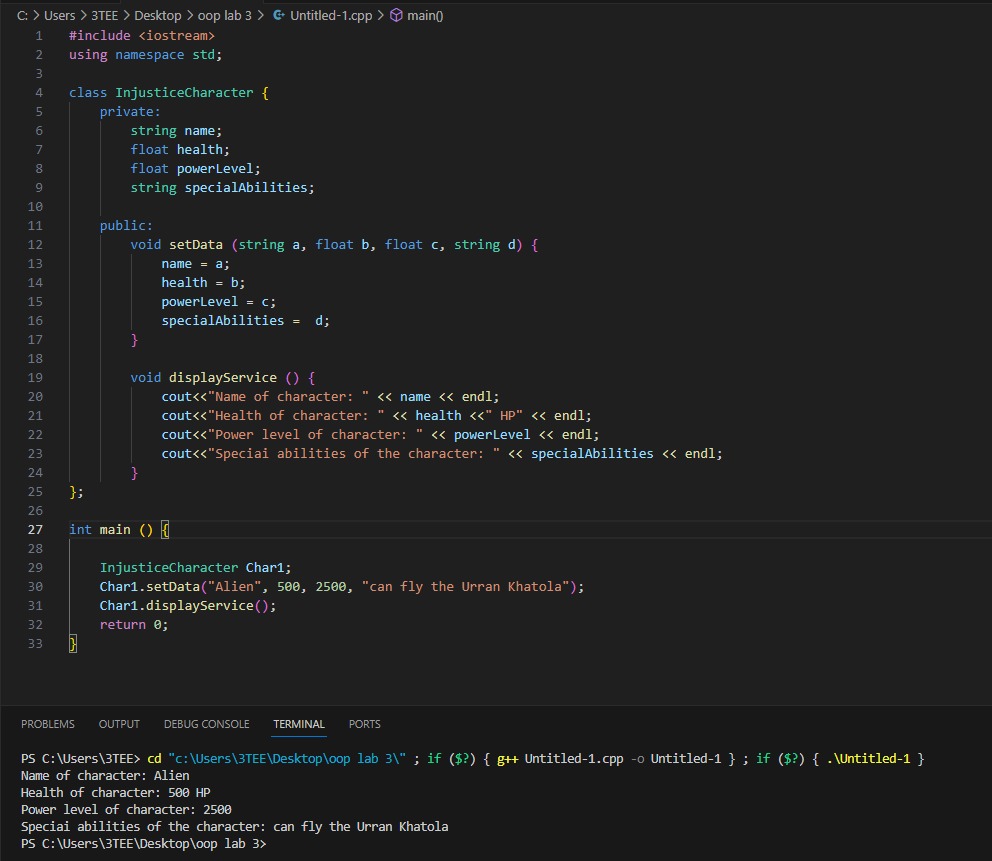 C: > Users > 3TEE > Desktop > oop lab 3 > Untitled-1.cpp > main()
1 #include <iostream>
2 using namespace std;
3
4 class InjusticeCharacter {
5     private:
6         string name;
7         float health;
8         float powerLevel;
9         string specialAbilities;
10
11     public:
12         void setData (string a, float b, float c, string d) {
13             name = a;
14             health = b;
15             powerLevel = c;
16             specialAbilities =  d;
17         }
18
19         void displayService () {
20             cout<<"Name of character: " << name << endl;
21             cout<<"Health of character: " << health <<" HP" << endl;
22             cout<<"Power level of character: " << powerLevel << endl;
23             cout<<"Speciai abilities of the character: " << specialAbilities << endl;
24         }
25 };
26
27 int main () {
28
29     InjusticeCharacter Char1;
30     Char1.setData("Alien", 500, 2500, "can fly the Urran Khatola");
31     Char1.displayService();
32     return 0;
33 }
PROBLEMS OUTPUT DEBUG CONSOLE TERMINAL PORTS
PS C:\Users\3TEE> cd "c:\Users\3TEE\Desktop\oop lab 3\" ; if ($?) { g++ Untitled-1.cpp -o Untitled-1 } ; if ($?) { .\Untitled-1 }
Name of character: Alien
Health of character: 500 HP
Power level of character: 2500
Speciai abilities of the character: can fly the Urran Khatola
PS C:\Users\3TEE\Desktop\oop lab 3>